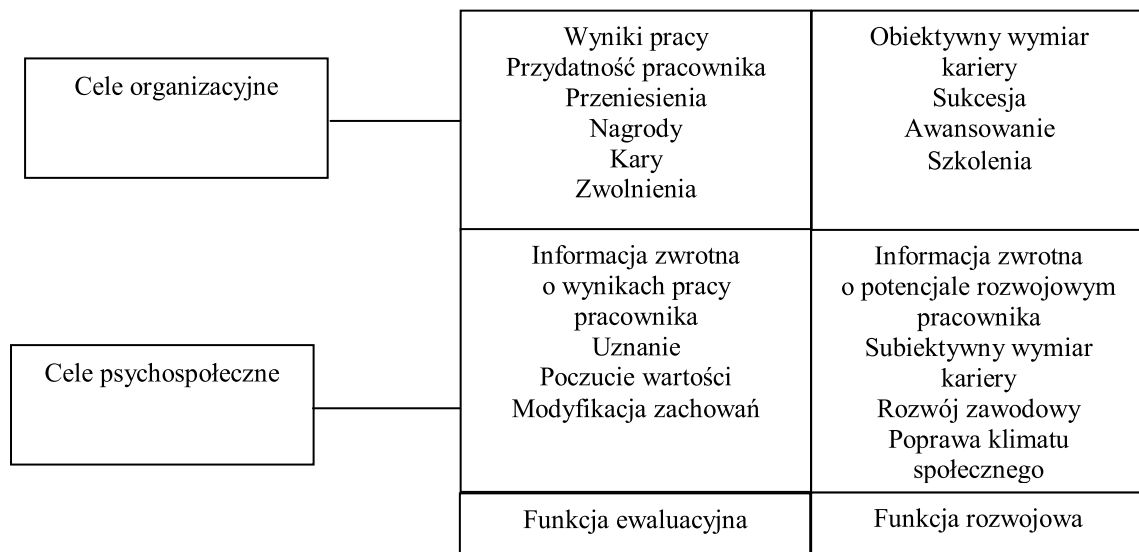 Cele organizacyjne
Wyniki pracy
Przydatność pracownika
Przeniesienia
Nagrody
Kary
Zwolnienia
Obiektywny wymiar
kariery
Sukcesja
Awansowanie
Szkolenia
Cele psychospołeczne
Informacja zwrotna
o wynikach pracy
pracownika
Uznanie
Poczucie wartości
Modyfikacja zachowań
Informacja zwrotna
o potencjale rozwojowym
pracownika
Subiektywny wymiar
kariery
Rozwój zawodowy
Poprawa klimatu
społecznego
Funkcja ewaluacyjna
Funkcja rozwojowa